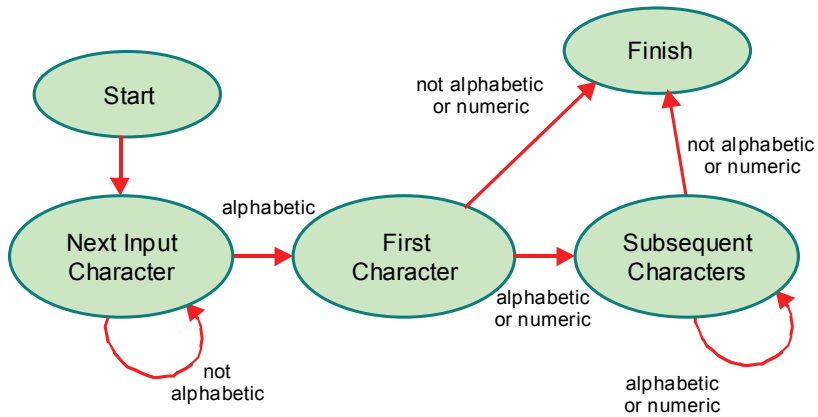 Start
Finish
not alphabetic
or numeric
not alphabetic
or numeric
alphabetic
Next Input
Character
First
Character
Subsequent
Characters
alphabetic
or numeric
not
alphabetic
alphabetic
or numeric